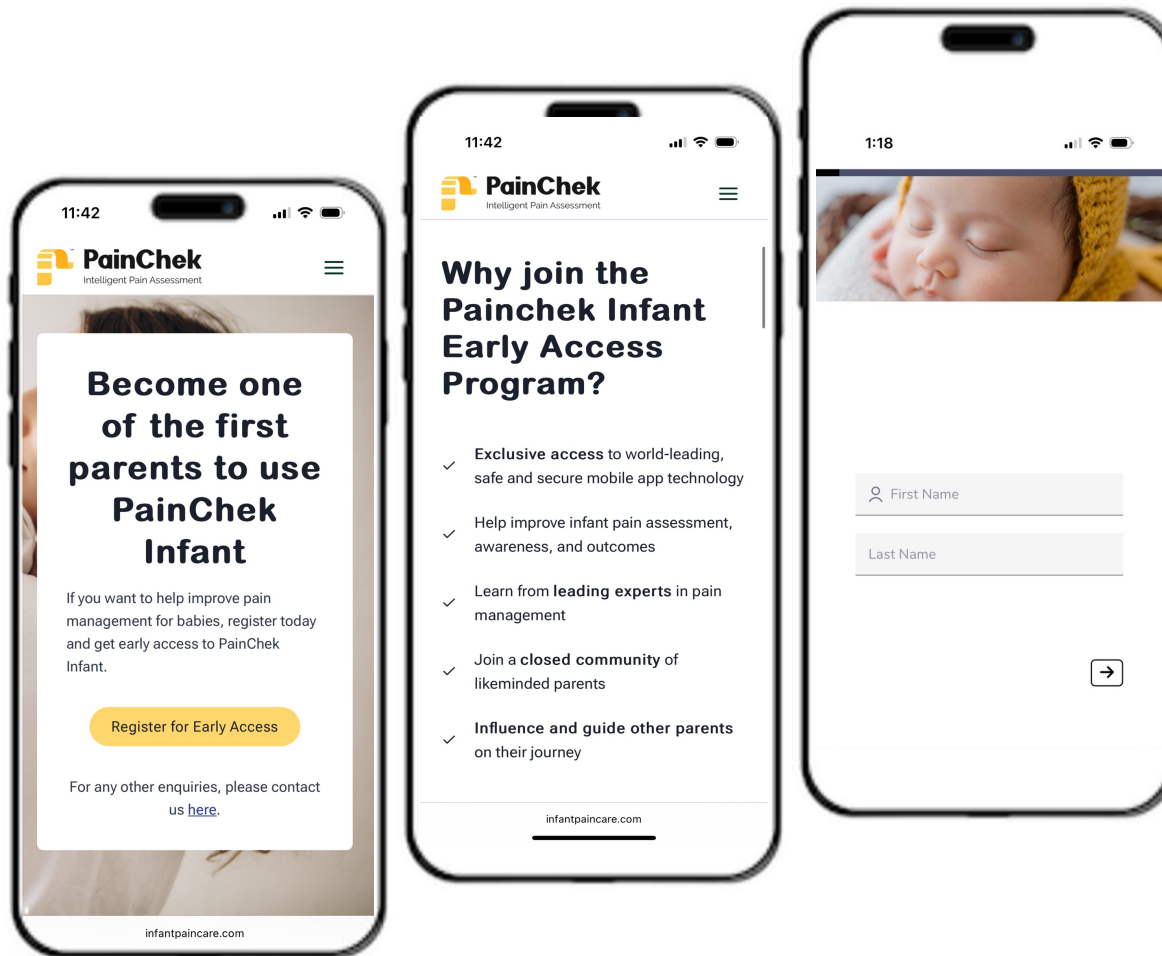 11:42
PainChek
Intelligent Pain Assessment
Become one
of the first
parents to use
PainChek
Infant
If you want to help improve pain
management for babies, register today
and get early access to PainChek
Infant.
Register for Early Access
For any other enquiries, please contact
us here.
infantpaincare.com
11:42
PainChek
Intelligent Pain Assessment
Why join the
Painchek Infant
Early Access
Program?
Exclusive access to world-leading,
safe and secure mobile app technology
Help improve infant pain assessment,
awareness, and outcomes
Learn from leading experts in pain
management
Join a closed community of
likeminded parents
Influence and guide other parents
on their journey
infantpaincare.com
1:18
First Name
Last Name